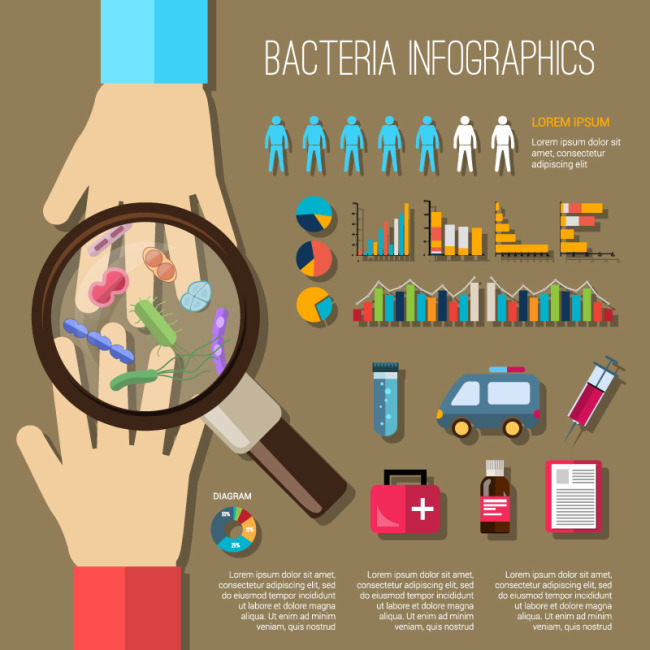 BACTERIA INFOGRAPHICS
LOREM IPSUM
Lorem ipsum dolor sit
amet, consectetur
adipiscing elit
DIAGRAM
25%
Lorem ipsum dolor sit amet,
consectetur adipiscing elit, sed
do eiusmod tempor incididunt
ut labore et dolore magna
aliqua.
Ut enim ad minim
veniam, quis nostrud
Lorem ipsum dolor sit amet,
consectetur adipiscing elit, sed
do eiusmod tempor incididunt
ut labore et dolore magna
aliqua. Ut enim ad minim
veniam, quis nostrud
Lorem ipsum dolor sit amet,
consectetur adipiscing elit, sed
do eiusmod tempor incididunt
ut labore et dolore magna
aliqua. Ut enim ad minim
veniam, quis nostrud